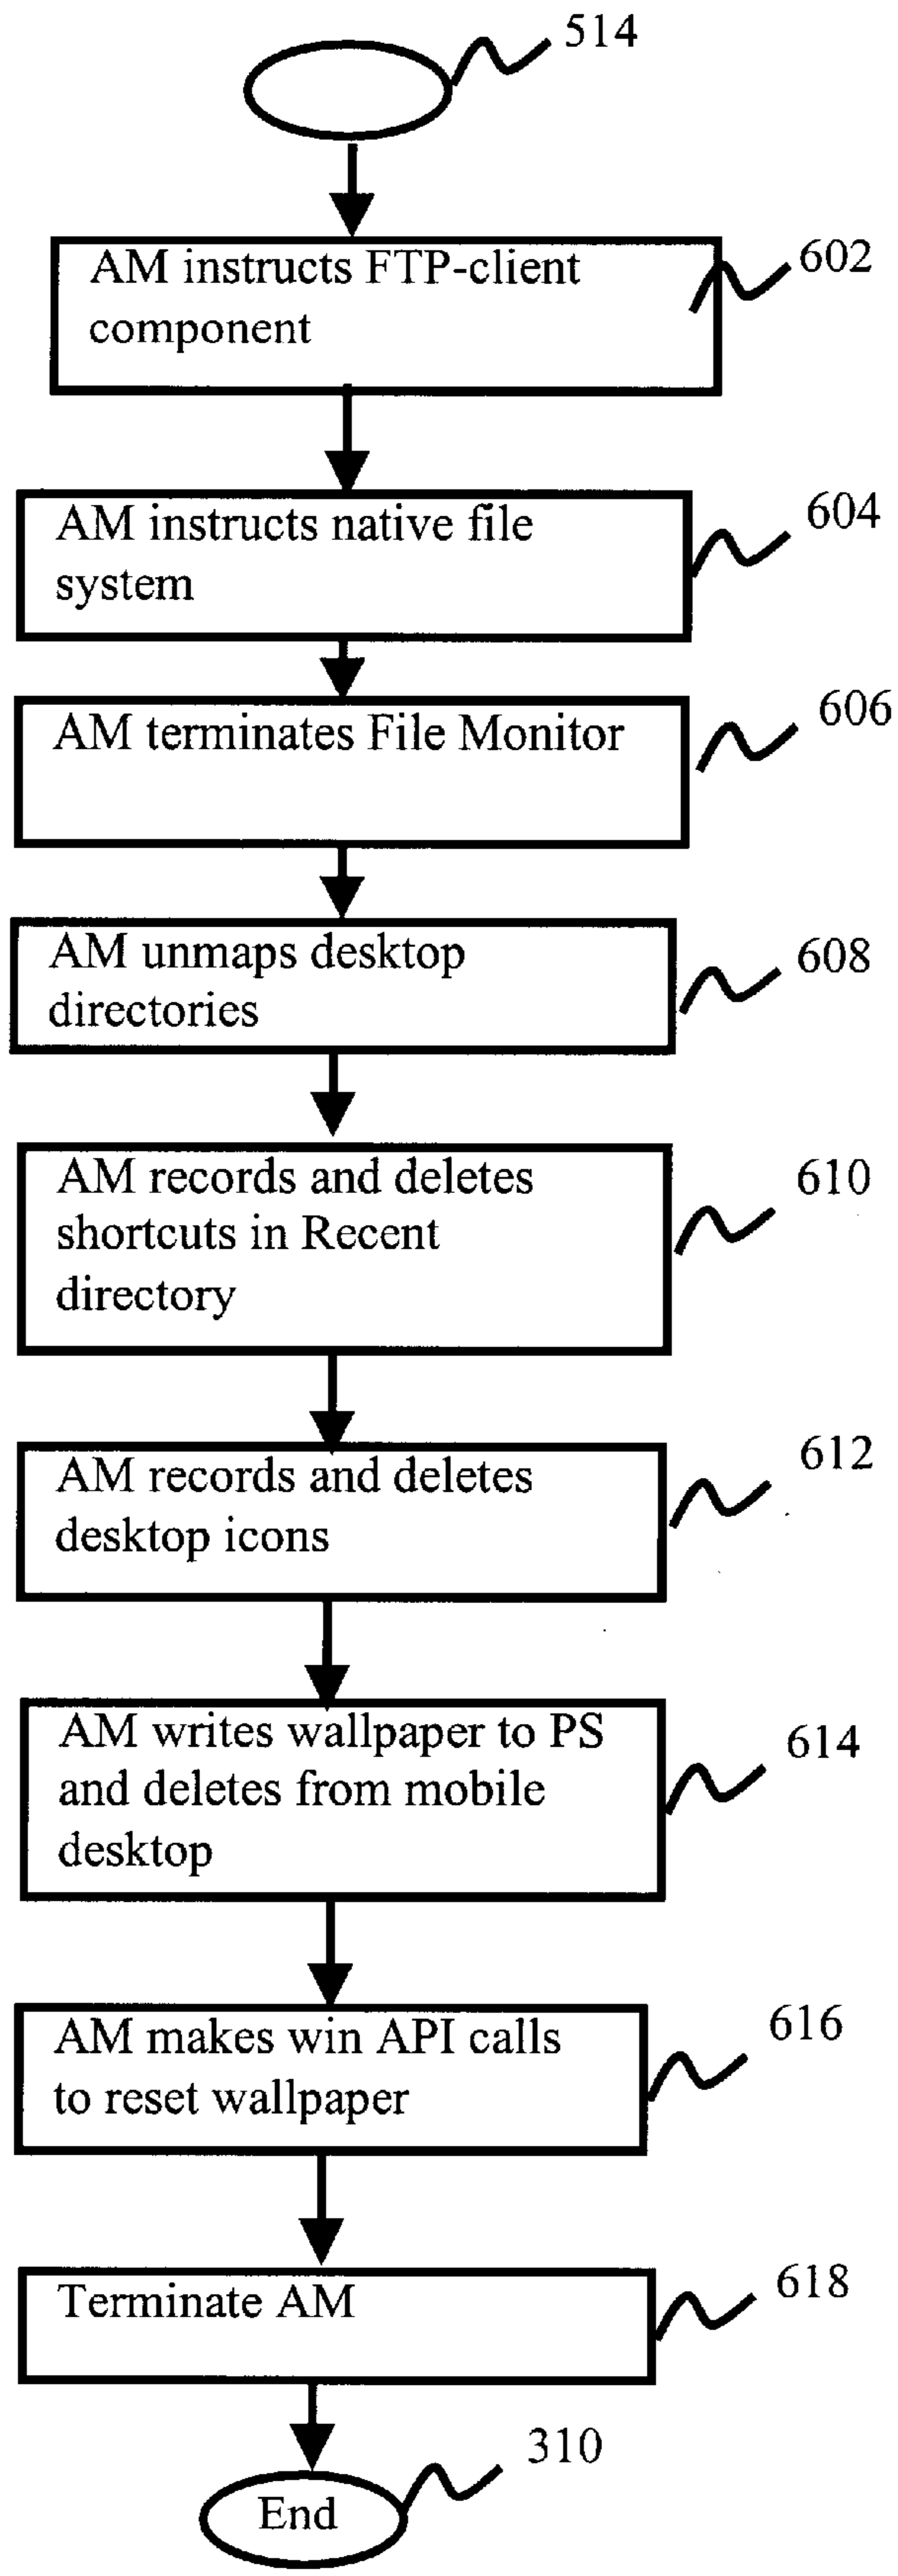 514
AM instructs FTP-client
component
602
AM instructs native file
system
604
AM terminates File Monitor
606
AM unmaps desktop
directories
608
AM records and deletes
shortcuts in Recent
directory
610
AM records and deletes
desktop icons
612
AM writes wallpaper to PS
and deletes from mobile
desktop
614
AM makes win API calls
to reset wallpaper
616
Terminate AM
618
310
End